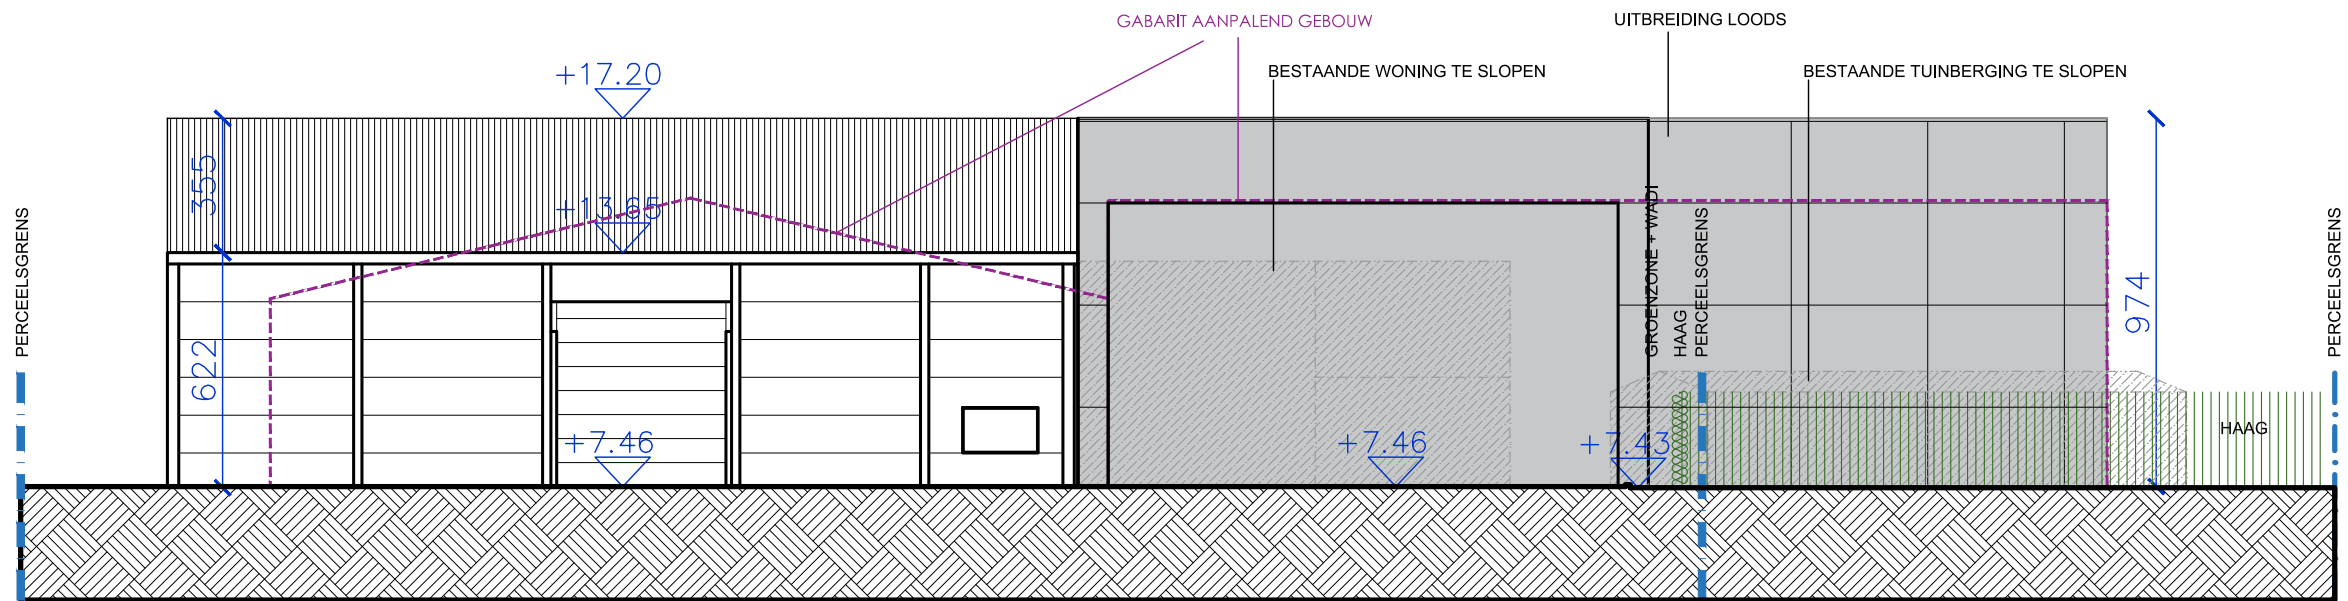 GABARIT AANPALEND GEBOUW
UITBREIDING LOODS
+17.20
BESTAANDE WONING TE SLOPEN
BESTAANDE TUINBERGING TE SLOPEN
355
+13.65
PERCEELSGRENS
GROENZONE + WADI
HAAG
PERCEELSGRENS
PERCEELSGRENS
974
622
+7.46
+7.46
+7.43
HAAG